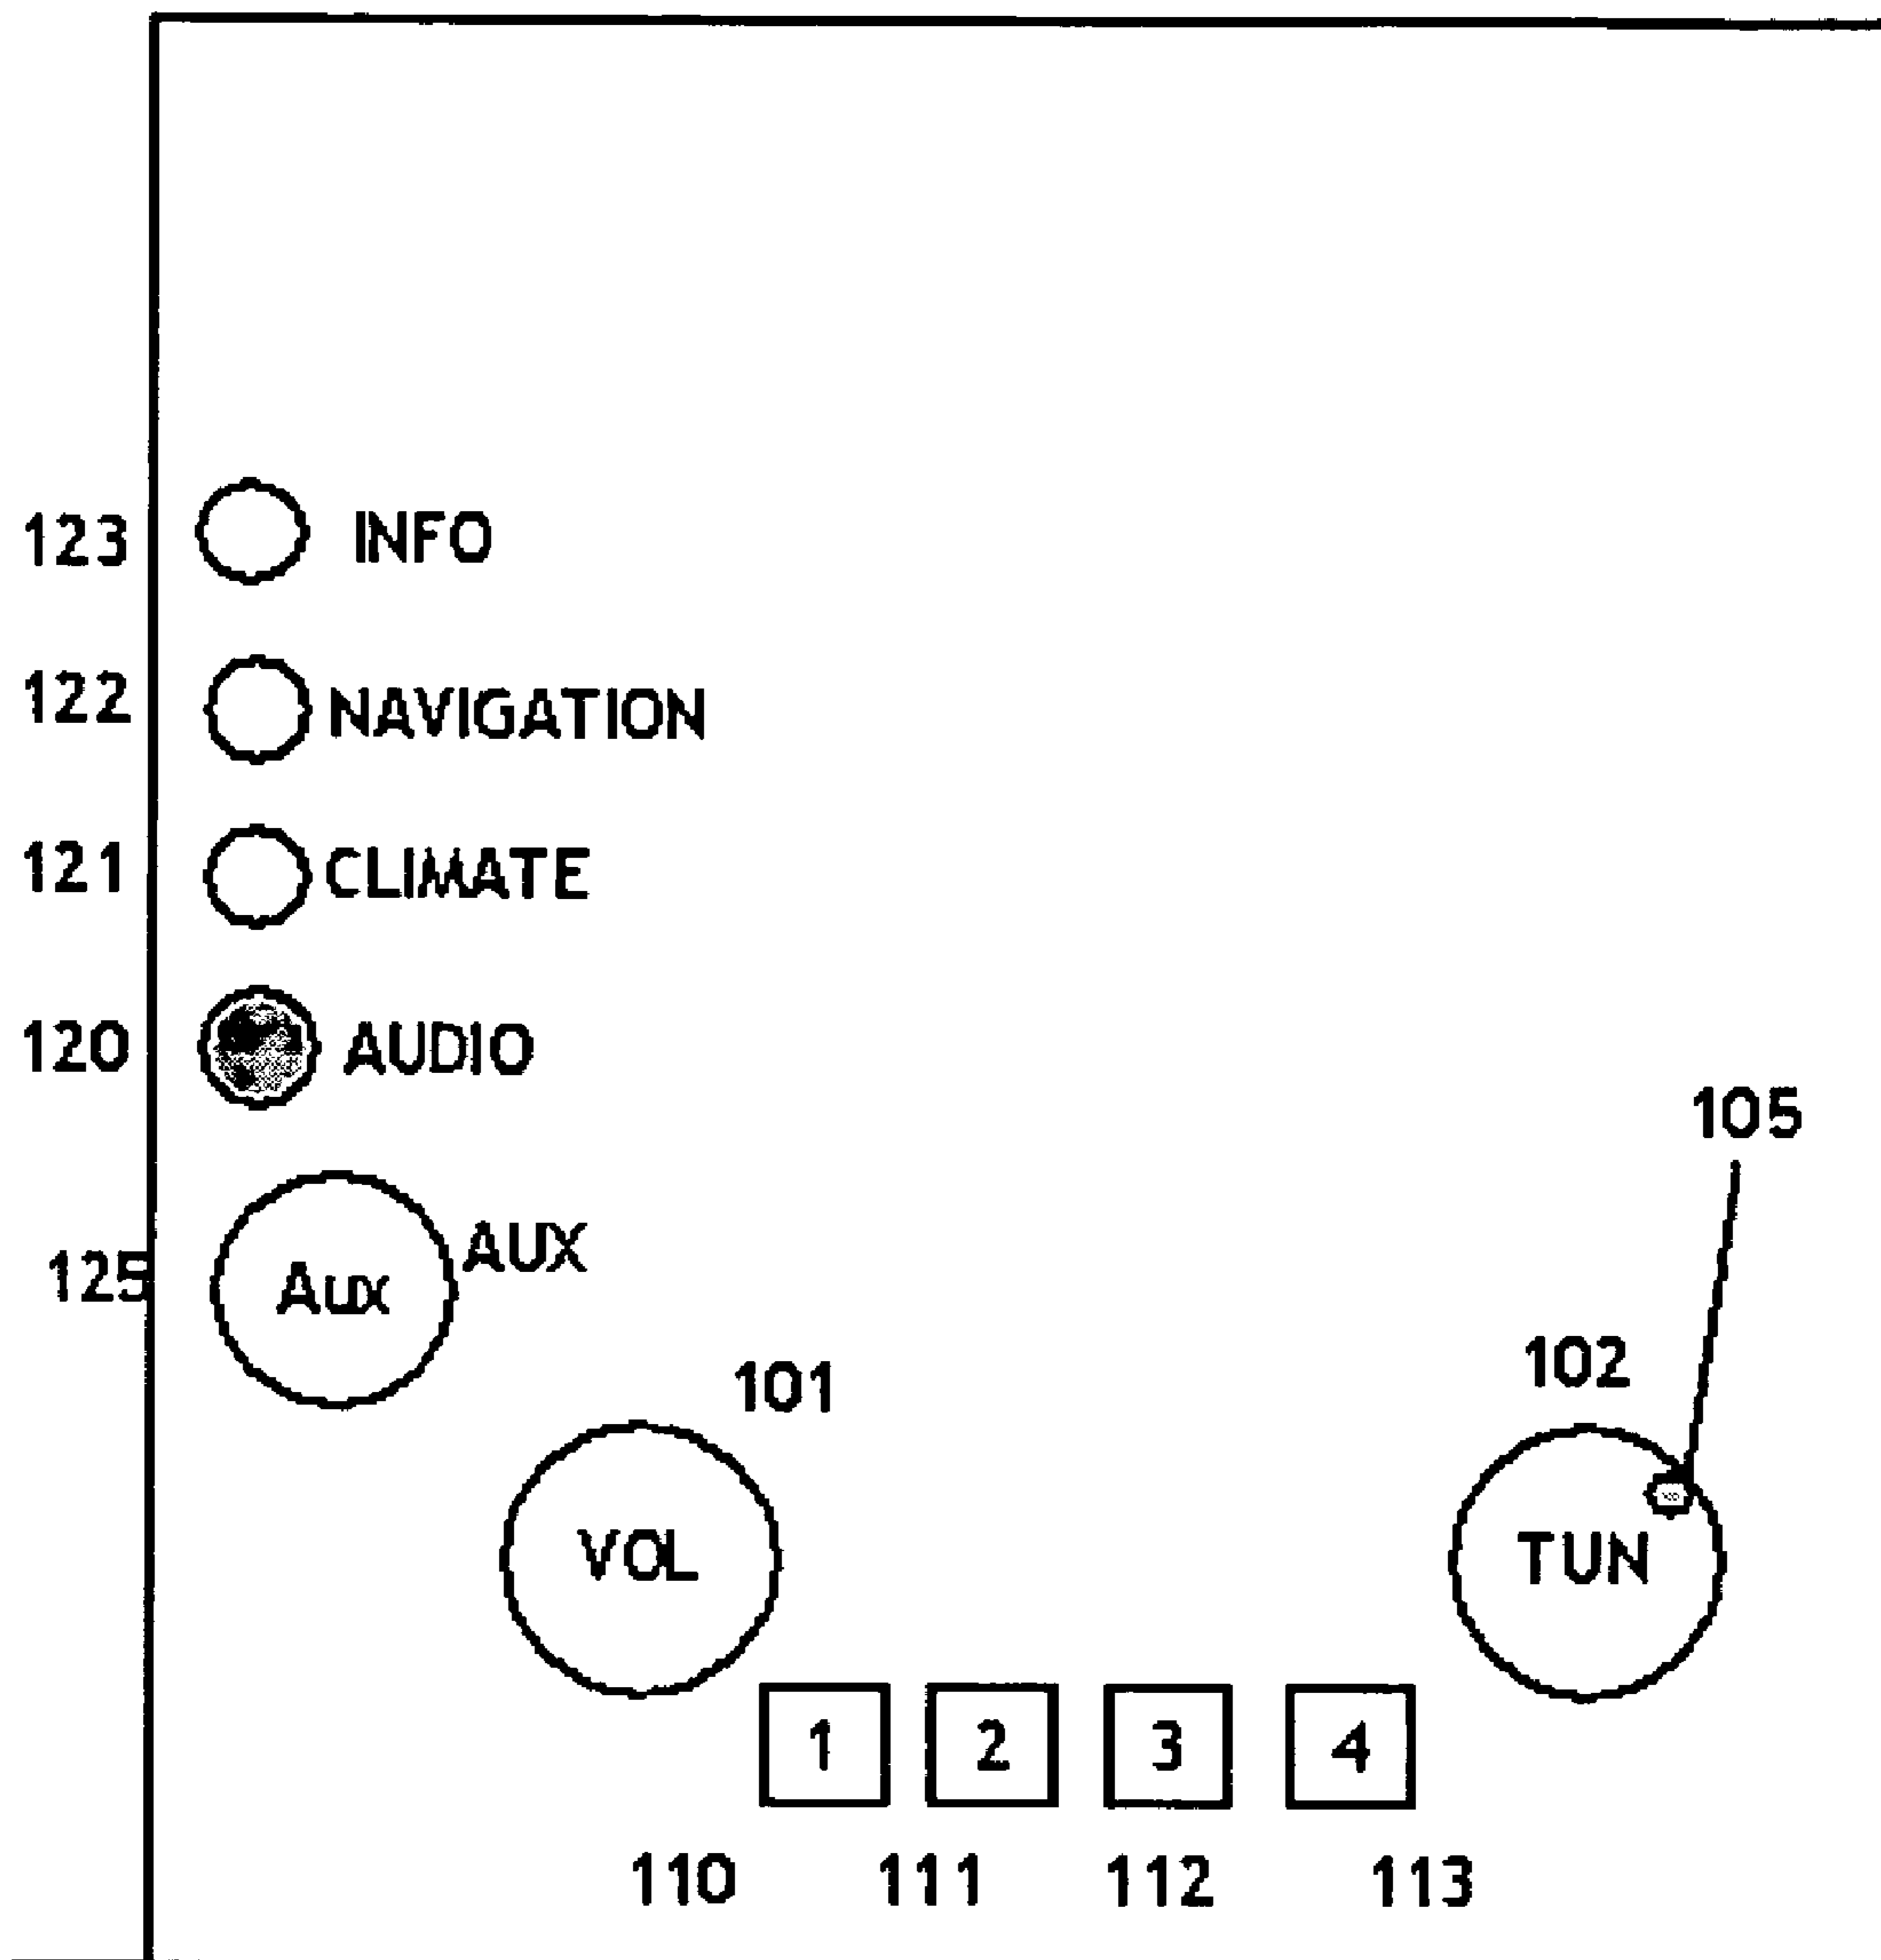 123 INFO
122 NAVIGATION
121 CLIMATE
120 AUDIO
105
125 Aux AUX
101
102
VOL
TUN
1 2 3 4
110 111 112 113